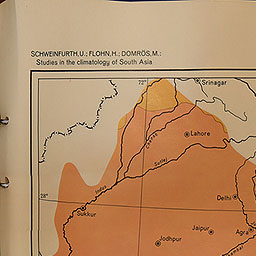 SCHWEINFURTH,U.; FLOHN,H.; DOMRÖS,M.:
Studies in the climatology of South Asia
72°
Srinagar
Lahore
Sutlej
28°
Indus
Delhi
Sukkur
Jaipur
Agra
Jodhpur